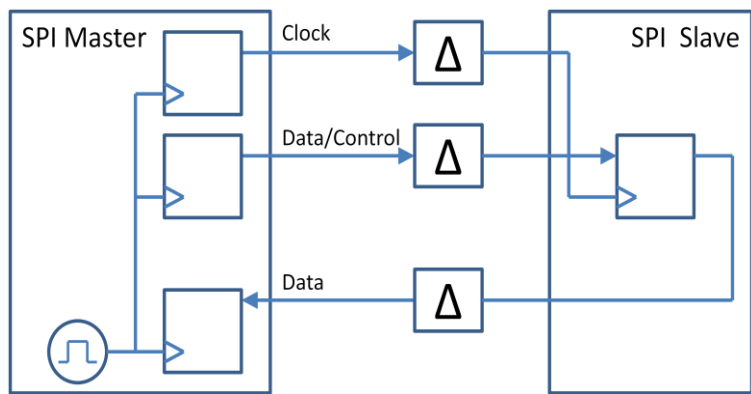 SPI Master
Clock
Δ
SPI Slave
Data/Control
Δ
Data
Δ